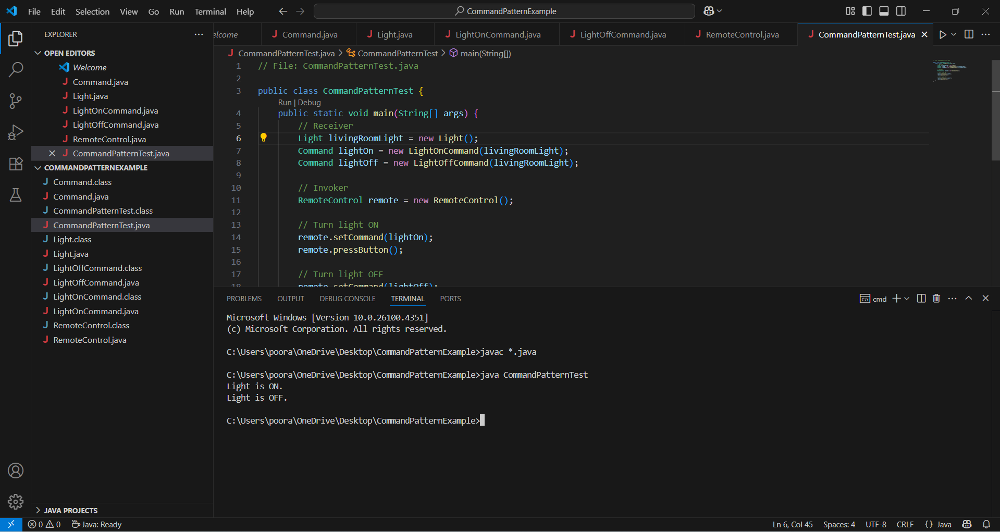 File Edit Selection View Go Run Terminal Help
CommandPatternExample
EXPLORER
OPEN EDITORS
Welcome
Command.java
Light.java
LightOnCommand.java
LightOffCommand.java
RemoteControl.java
CommandPatternTest.java
COMMANDPATTERNEXAMPLE
Command.class
Command.java
CommandPatternTest.class
CommandPatternTest.java
Light.class
Light.java
LightOffCommand.class
LightOffCommand.java
LightOnCommand.class
LightOnCommand.java
RemoteControl.class
RemoteControl.java
JAVA PROJECTS
elcome Command.java Light.java LightOnCommand.java LightOffCommand.java RemoteControl.java CommandPatternTest.java
CommandPatternTest.java > CommandPatternTest > main(String[])
1 // File: CommandPatternTest.java
2
3 public class CommandPatternTest {
Run | Debug
4 public static void main(String[] args) {
5 // Receiver
6 Light livingRoomLight = new Light();
7 Command lightOn = new LightOnCommand(livingRoomLight);
8 Command lightOff = new LightOffCommand(livingRoomLight);
9
10 // Invoker
11 RemoteControl remote = new RemoteControl();
12
13 // Turn light ON
14 remote.setCommand(lightOn);
15 remote.pressButton();
16
17 // Turn light OFF
18 remote.setCommand(lightOff);
PROBLEMS OUTPUT DEBUG CONSOLE TERMINAL PORTS
cmd
Microsoft Windows [Version 10.0.26100.4351]
(c) Microsoft Corporation. All rights reserved.
C:\Users\poora\OneDrive\Desktop\CommandPatternExample>javac *.java
C:\Users\poora\OneDrive\Desktop\CommandPatternExample>java CommandPatternTest
Light is ON.
Light is OFF.
C:\Users\poora\OneDrive\Desktop\CommandPatternExample>
0 0 Java: Ready
Ln 6, Col 45 Spaces: 4 UTF-8 CRLF {} Java